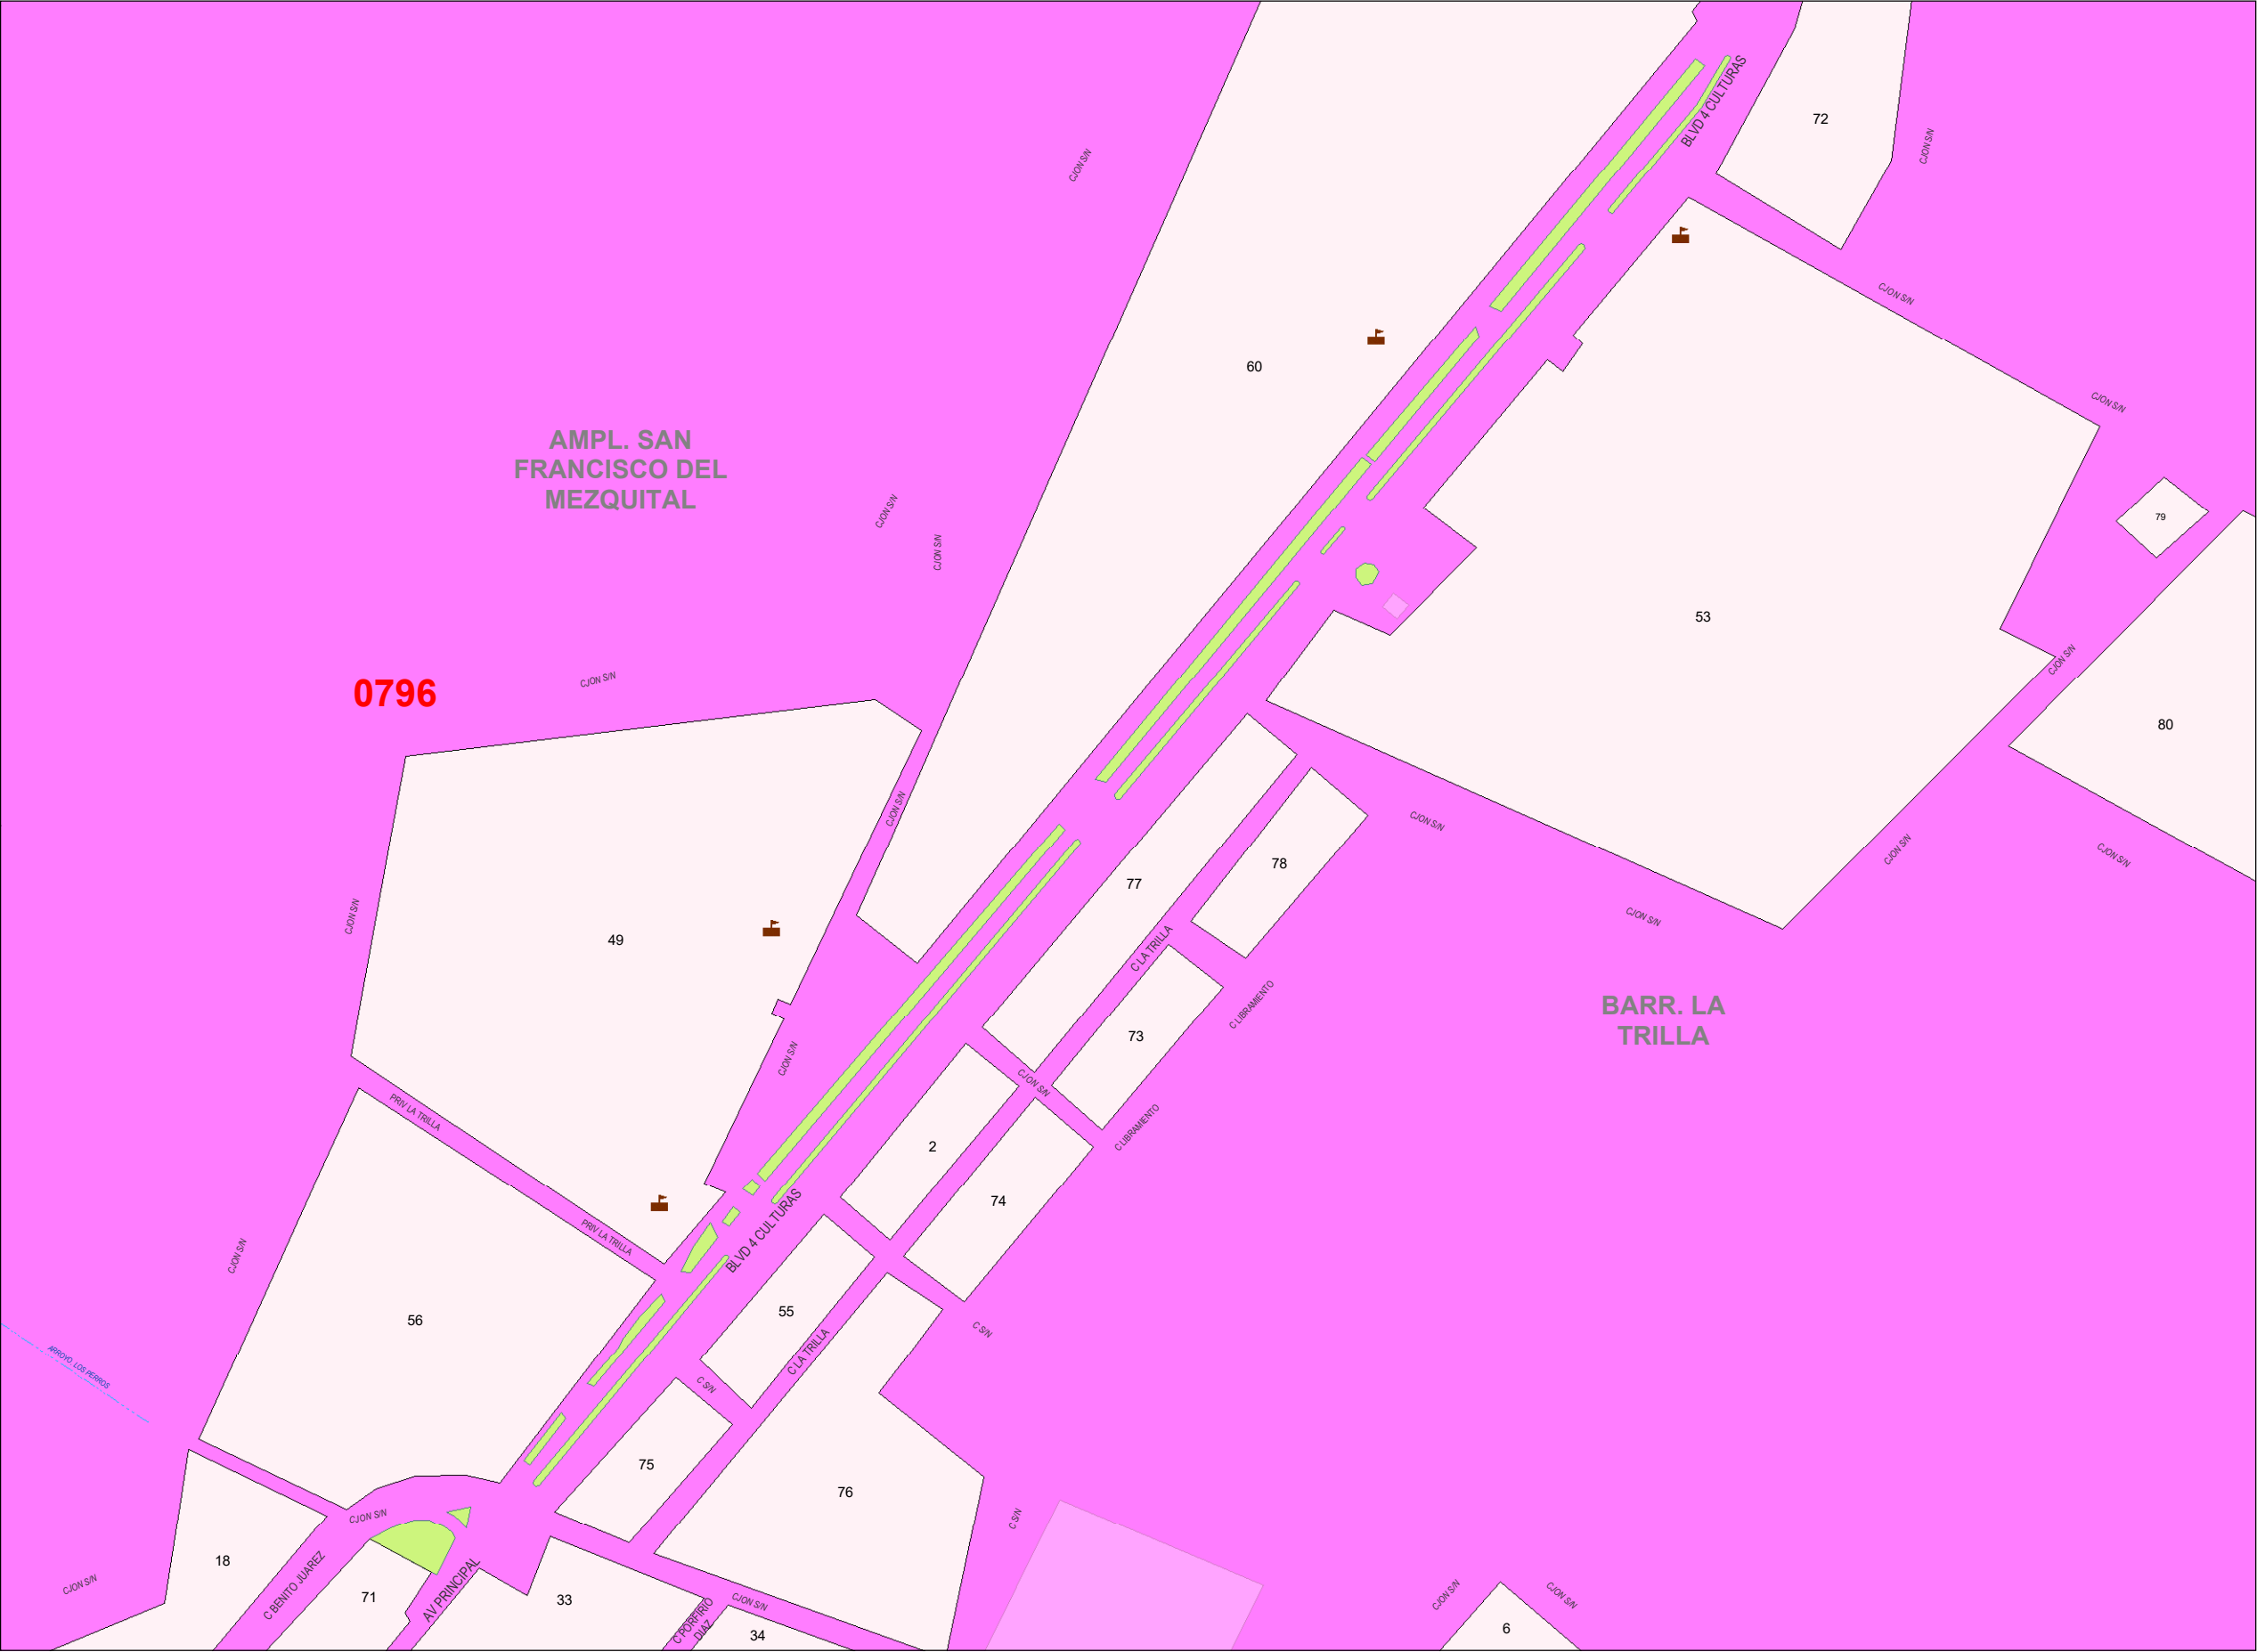 BLVD 4 CULTURAS
72
CJON S/N
CJON S/N
CJON S/N
60
CJON S/N
AMPL. SAN
FRANCISCO DEL
MEZQUITAL
CJON S/N
CJON S/N
79
53
CJON S/N
0796
CJON S/N
80
CJON S/N
CJON S/N
CJON S/N
CJON S/N
78
77
CJON S/N
CJON S/N
49
C LA TRILLA
C LIBRAMIENTO
BARR. LA
TRILLA
73
CJON S/N
CJON S/N
PRIV LA TRILLA
C LIBRAMIENTO
2
74
PRIV LA TRILLA
BLVD 4 CULTURAS
CJON S/N
55
56
C S/N
C LA TRILLA
ARROYO, LOS PERROS
C S/N
75
76
CJON S/N
C S/N
18
C BENITO JUAREZ
71
AV PRINCIPAL
33
CJON S/N
CJON S/N
C PORFIRIO
DIAZ
34
CJON S/N
CJON S/N
6